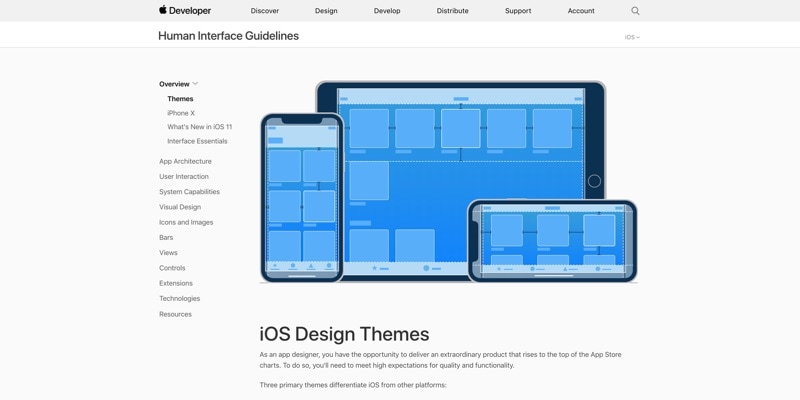 Developer
Discover
Design
Develop
Distribute
Support
Account
Human Interface Guidelines
iOS
Overview
Themes
iPhone X
What's New in iOS 11
Interface Essentials
App Architecture
User Interaction
System Capabilities
Visual Design
Icons and Images
Bars
Views
Controls
Extensions
Technologies
Resources
iOS Design Themes
As an app designer, you have the opportunity to deliver an extraordinary product that rises to the top of the App Store
charts. To do so, you'll need to meet high expectations for quality and functionality.
Three primary themes differentiate iOS from other platforms: